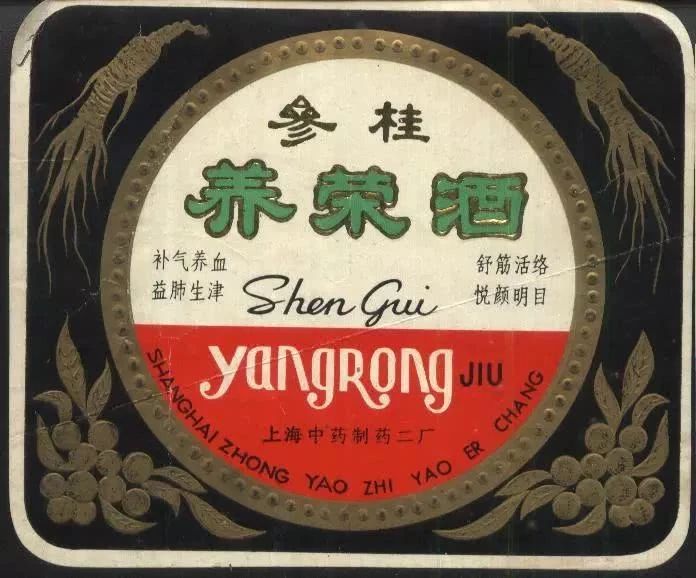 参桂
养荣酒
补气养血
益肺生津
舒筋活络
悦颜明目
Shen Gui
yangRong JIU
上海中药制药二厂
SHANGHAI ZHONG YAO ZHI YAO ER CHANG